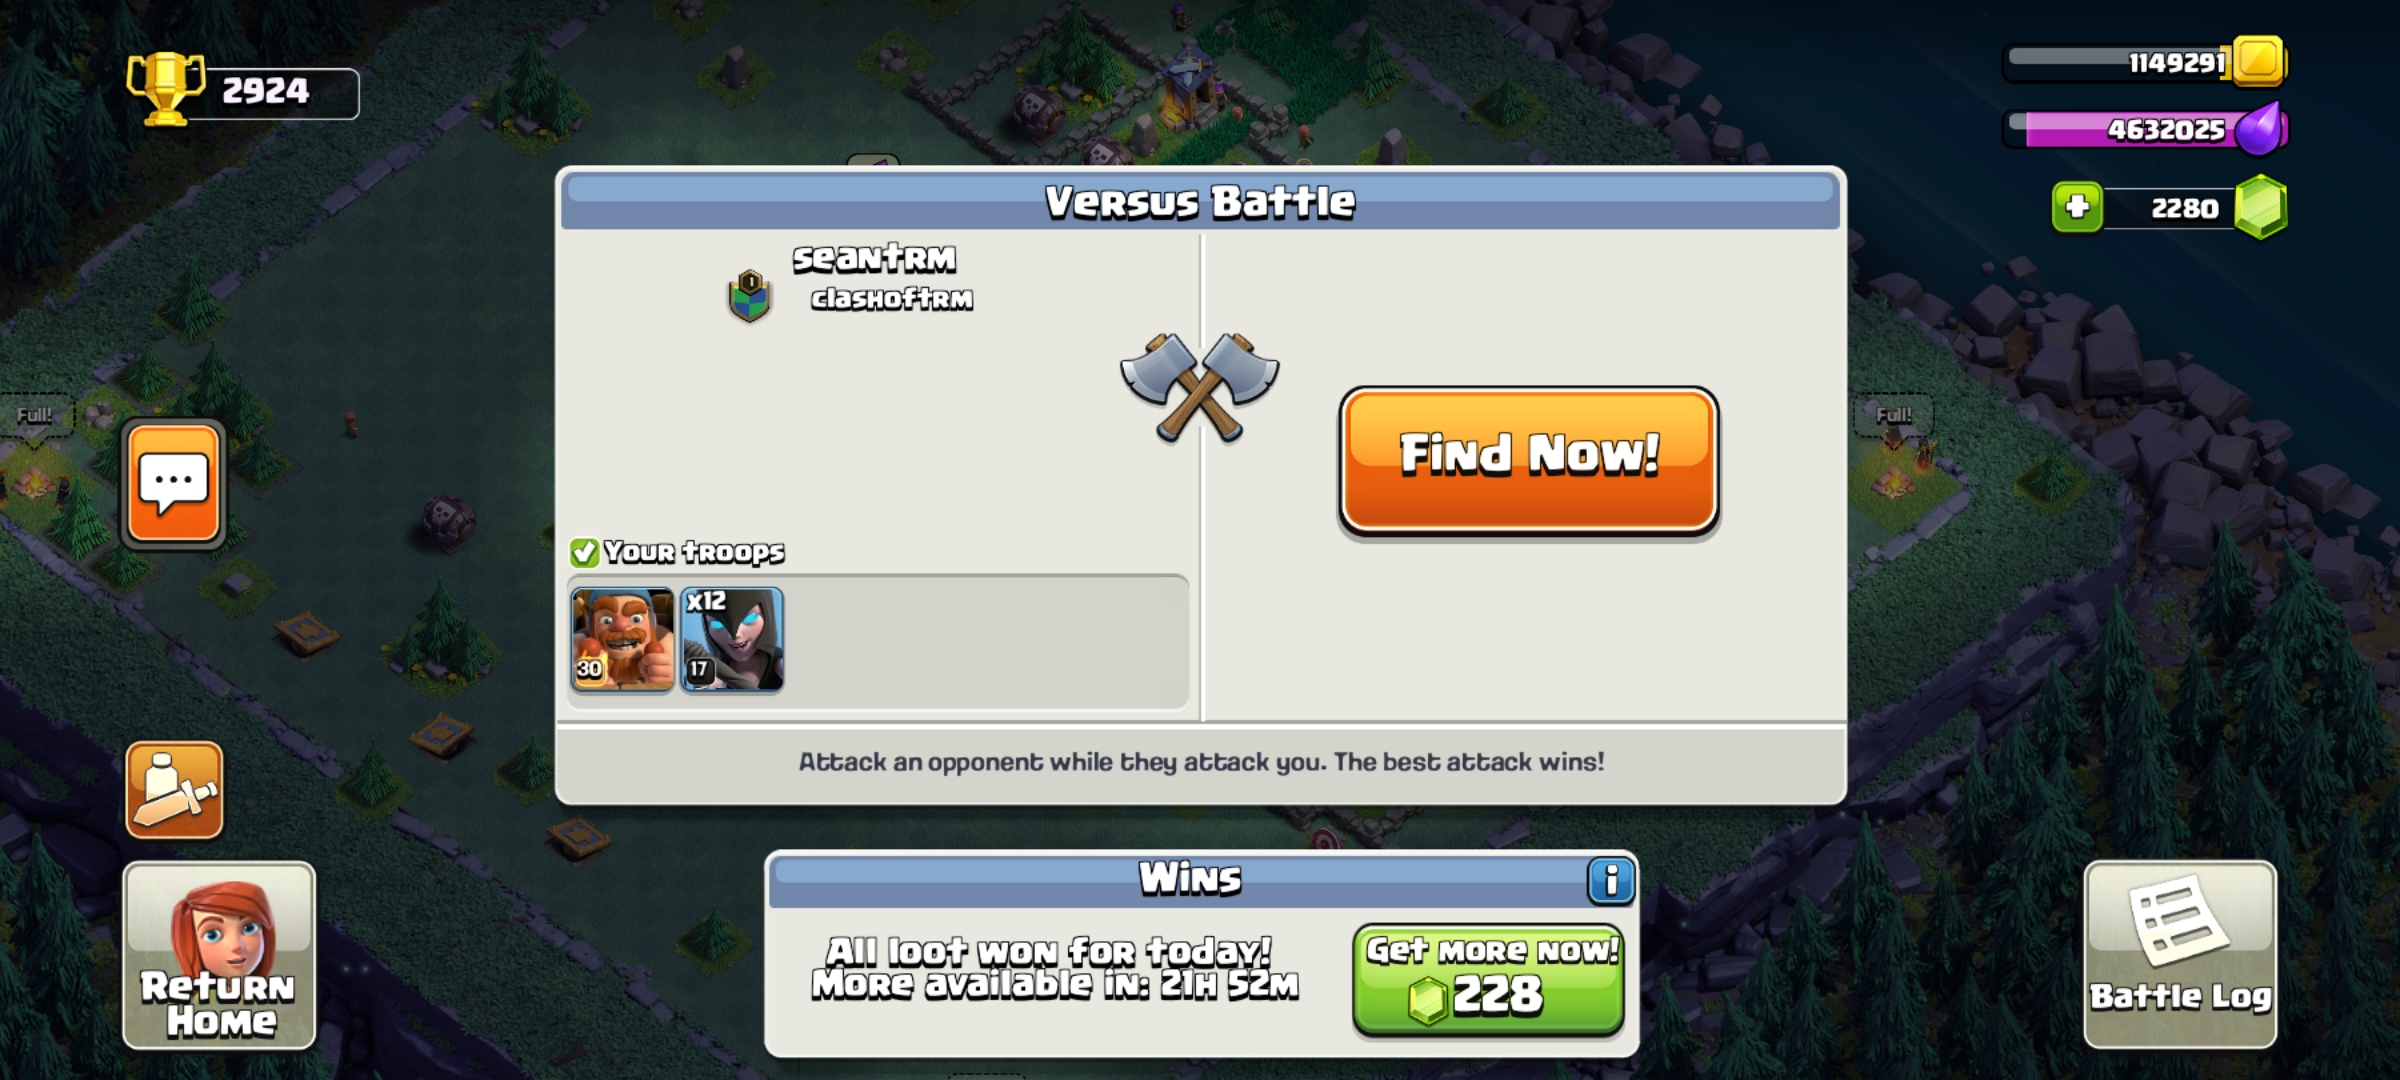 2924
1149291
4632025
2280
Versus Battle
seantrm
clashoftrm
1
Full!
Full!
Find Now!
Your troops
30
x12
17
Attack an opponent while they attack you. The best attack wins!
Wins
i
All loot won for today!
More available in: 21H 52M
Get more now!
228
Return
Home
Battle Log